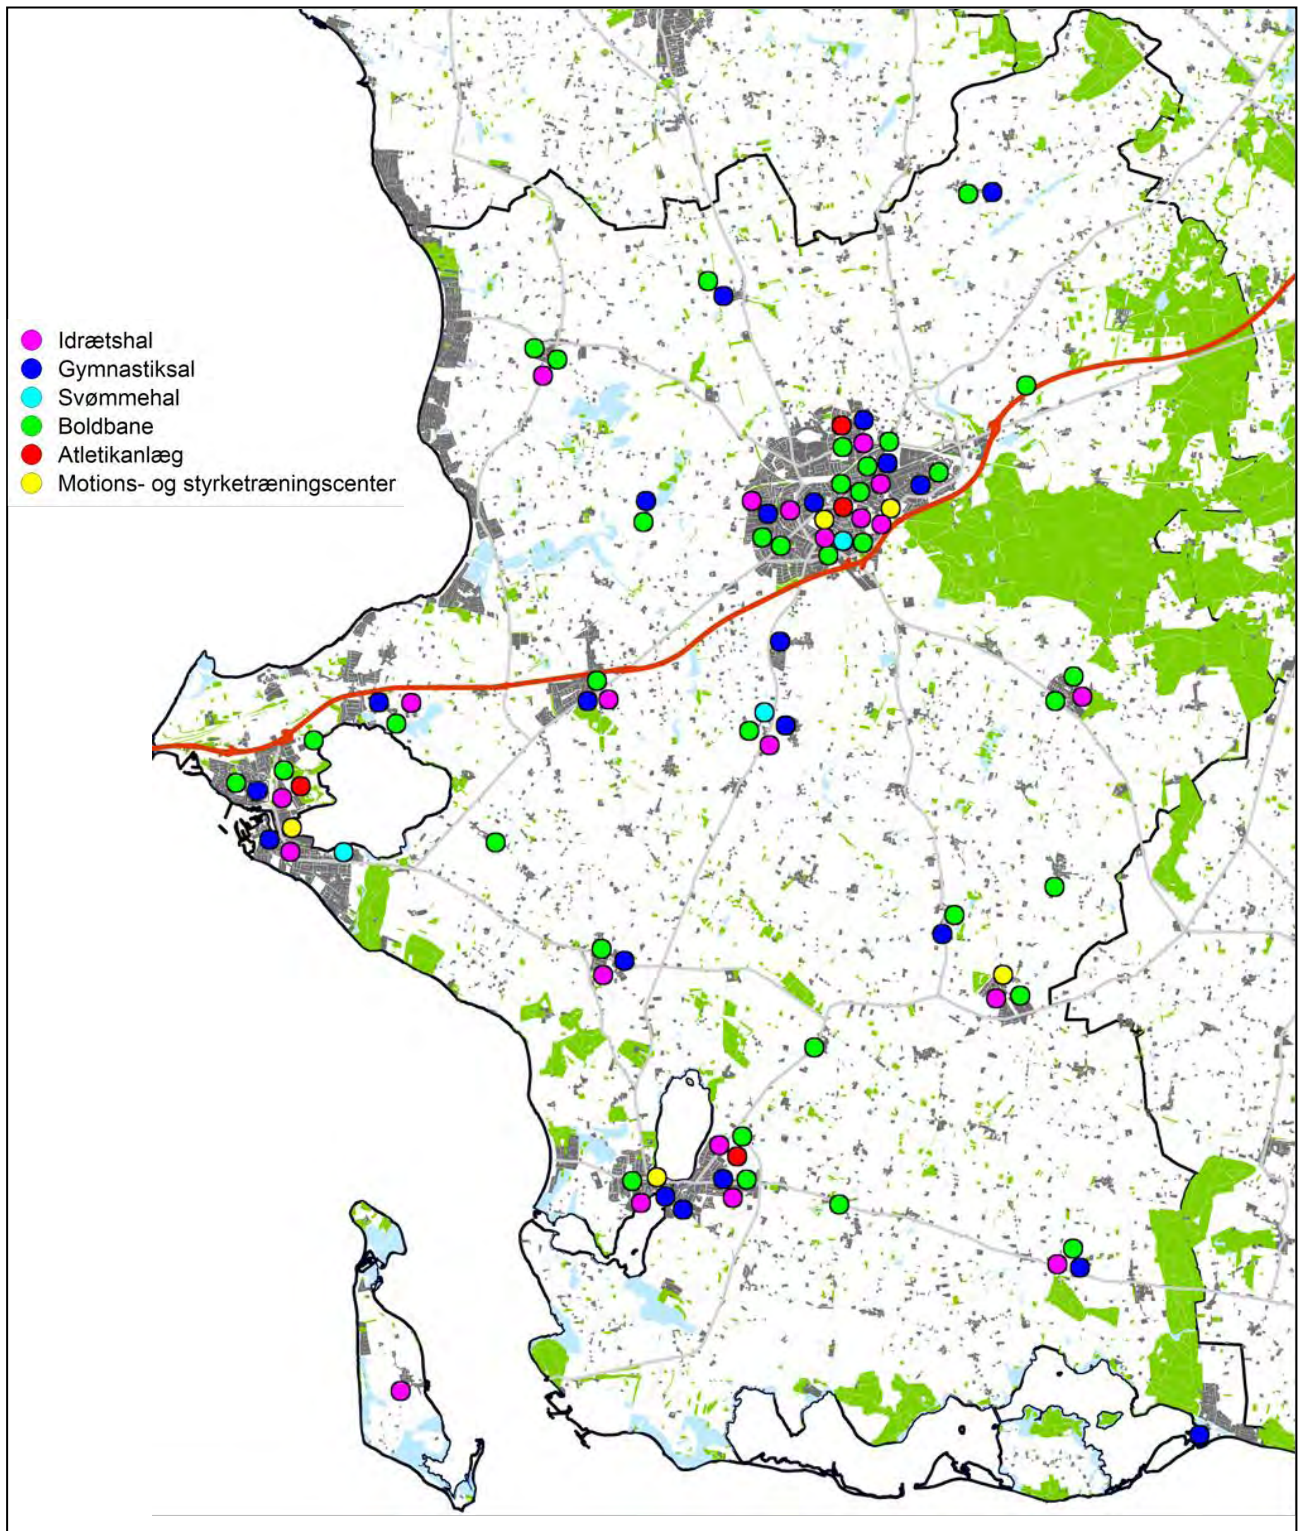 Idrætshal
Gymnastiksal
Svømmehal
Boldbane
Atletikanlæg
Motions- og styrketræningscenter